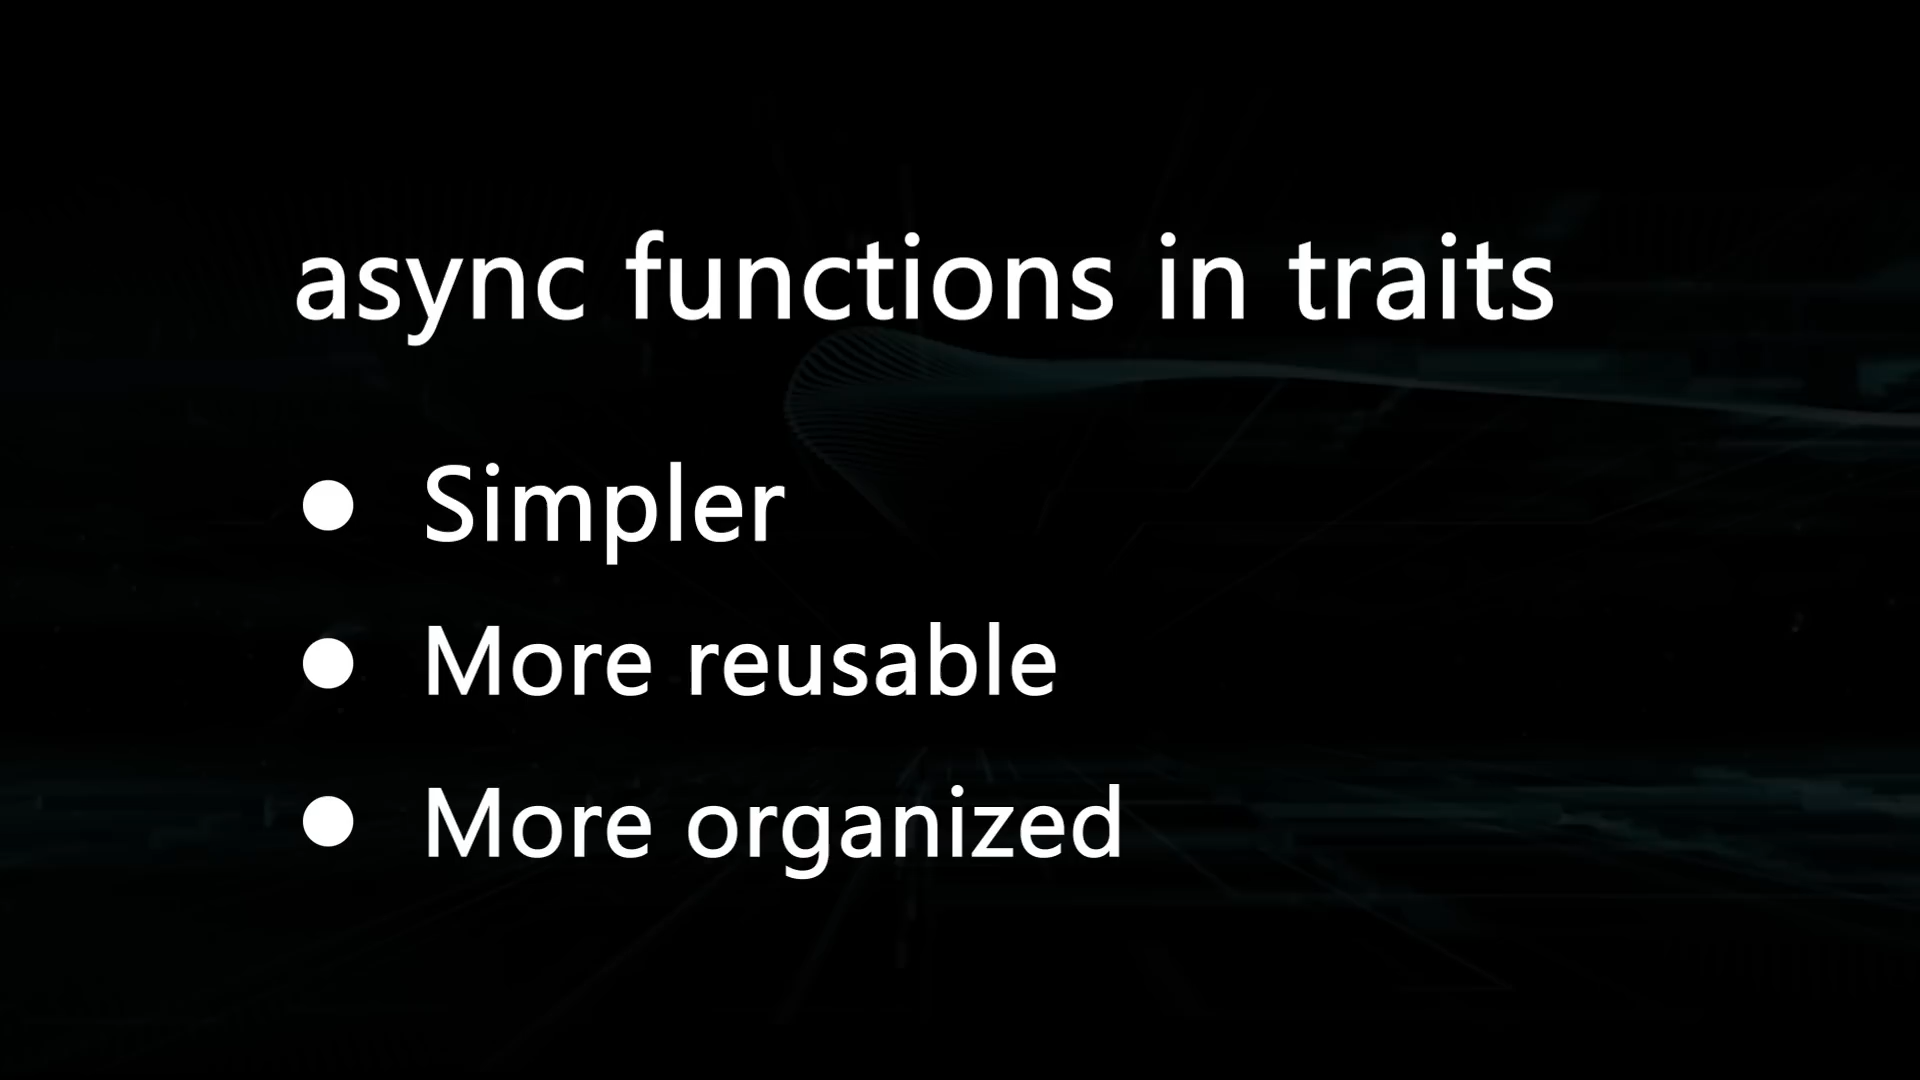 async functions in traits
● Simpler
● More reusable
● More organized